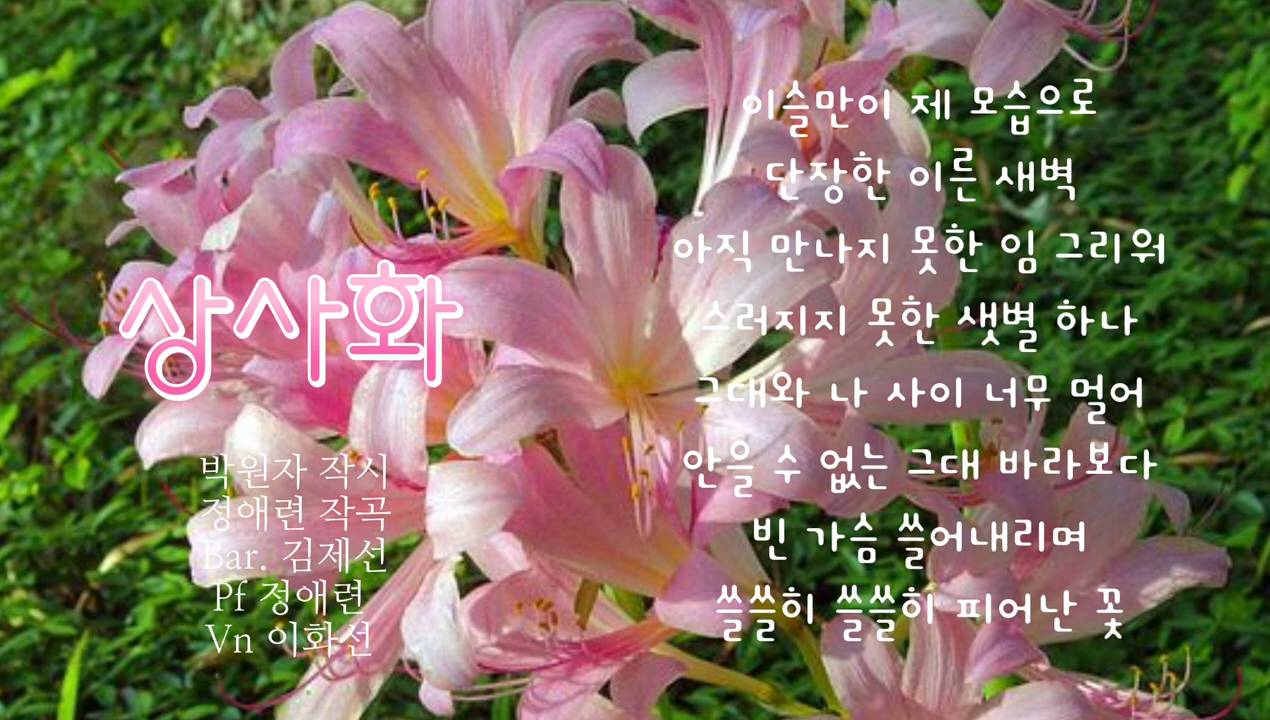 상사화
박원자 작시
정애련 작곡
Bar. 김제선
Pf 정애련
Vn 이화선
이슬만이 제 모습으로
단장한 이른 새벽
아직 만나지 못한 임 그리워
스러지지 못한 샛별 하나
그대와 나 사이 너무 멀어
안을 수 없는 그대 바라보다
빈 가슴 쓸어내리며
쓸쓸히 쓸쓸히 피어난 꽃